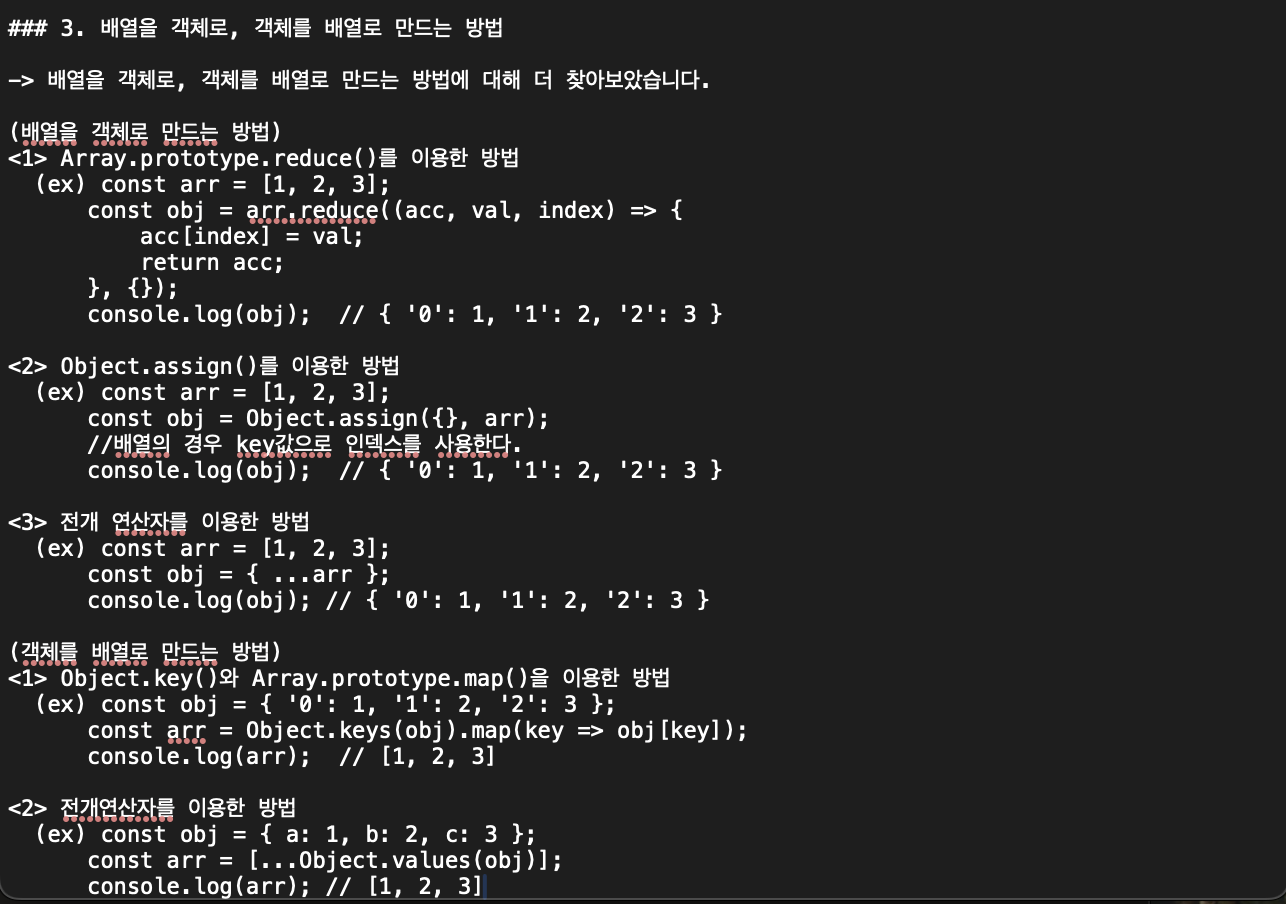 ### 3. 배열을 객체로, 객체를 배열로 만드는 방법
-> 배열을 객체로, 객체를 배열로 만드는 방법에 대해 더 찾아보았습니다.
(배열을 객체로 만드는 방법)
<1> Array.prototype.reduce()를 이용한 방법
(ex) const arr = [1, 2, 3];
const obj = arr.reduce((acc, val, index) => {
acc[index] = val;
return acc;
}, {});
console.log(obj);  // { '0': 1, '1': 2, '2': 3 }
<2> Object.assign()를 이용한 방법
(ex) const arr = [1, 2, 3];
const obj = Object.assign({}, arr);
//배열의 경우 key값으로 인덱스를 사용한다.
console.log(obj);  // { '0': 1, '1': 2, '2': 3 }
<3> 전개 연산자를 이용한 방법
(ex) const arr = [1, 2, 3];
const obj = { ...arr };
console.log(obj); // { '0': 1, '1': 2, '2': 3 }
(객체를 배열로 만드는 방법)
<1> Object.key()와 Array.prototype.map()을 이용한 방법
(ex) const obj = { '0': 1, '1': 2, '2': 3 };
const arr = Object.keys(obj).map(key => obj[key]);
console.log(arr);  // [1, 2, 3]
<2> 전개연산자를 이용한 방법
(ex) const obj = { a: 1, b: 2, c: 3 };
const arr = [...Object.values(obj)];
console.log(arr); // [1, 2, 3]